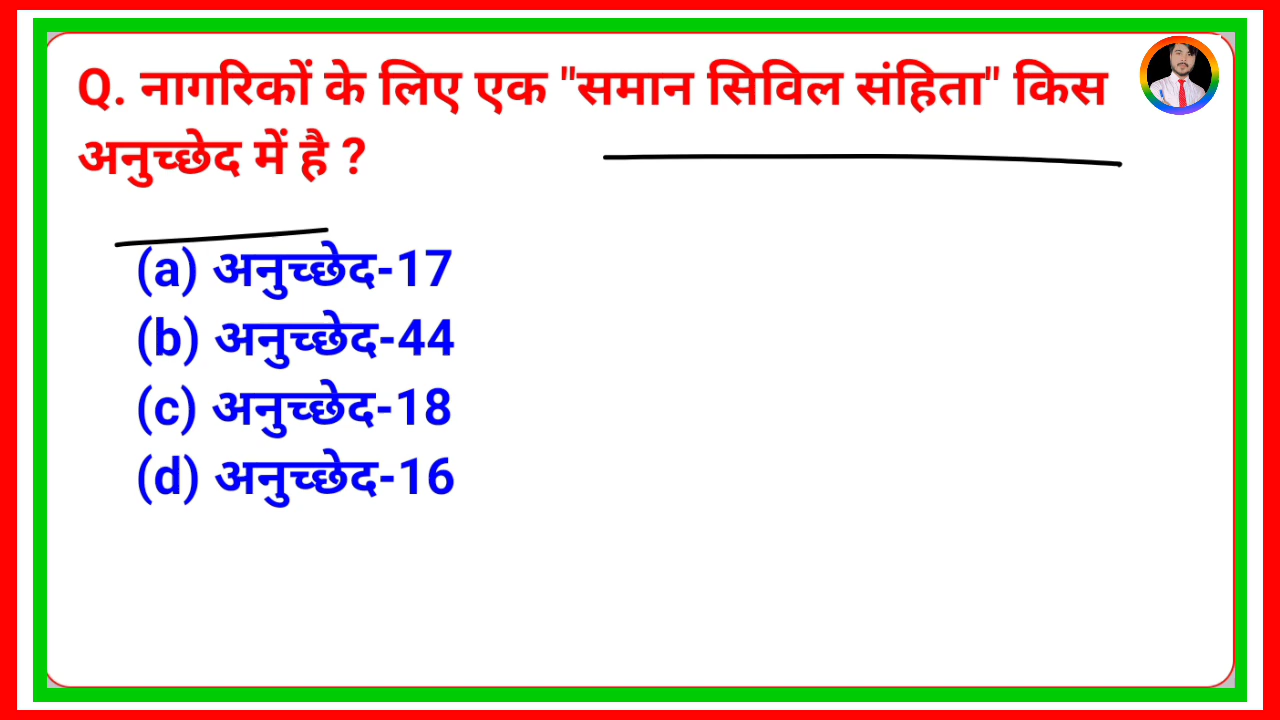 Q. नागरिकों के लिए एक "समान सिविल संहिता" किस
अनुच्छेद में है ?
(a) अनुच्छेद-17
(b) अनुच्छेद-44
(c) अनुच्छेद-18
(d) अनुच्छेद-16